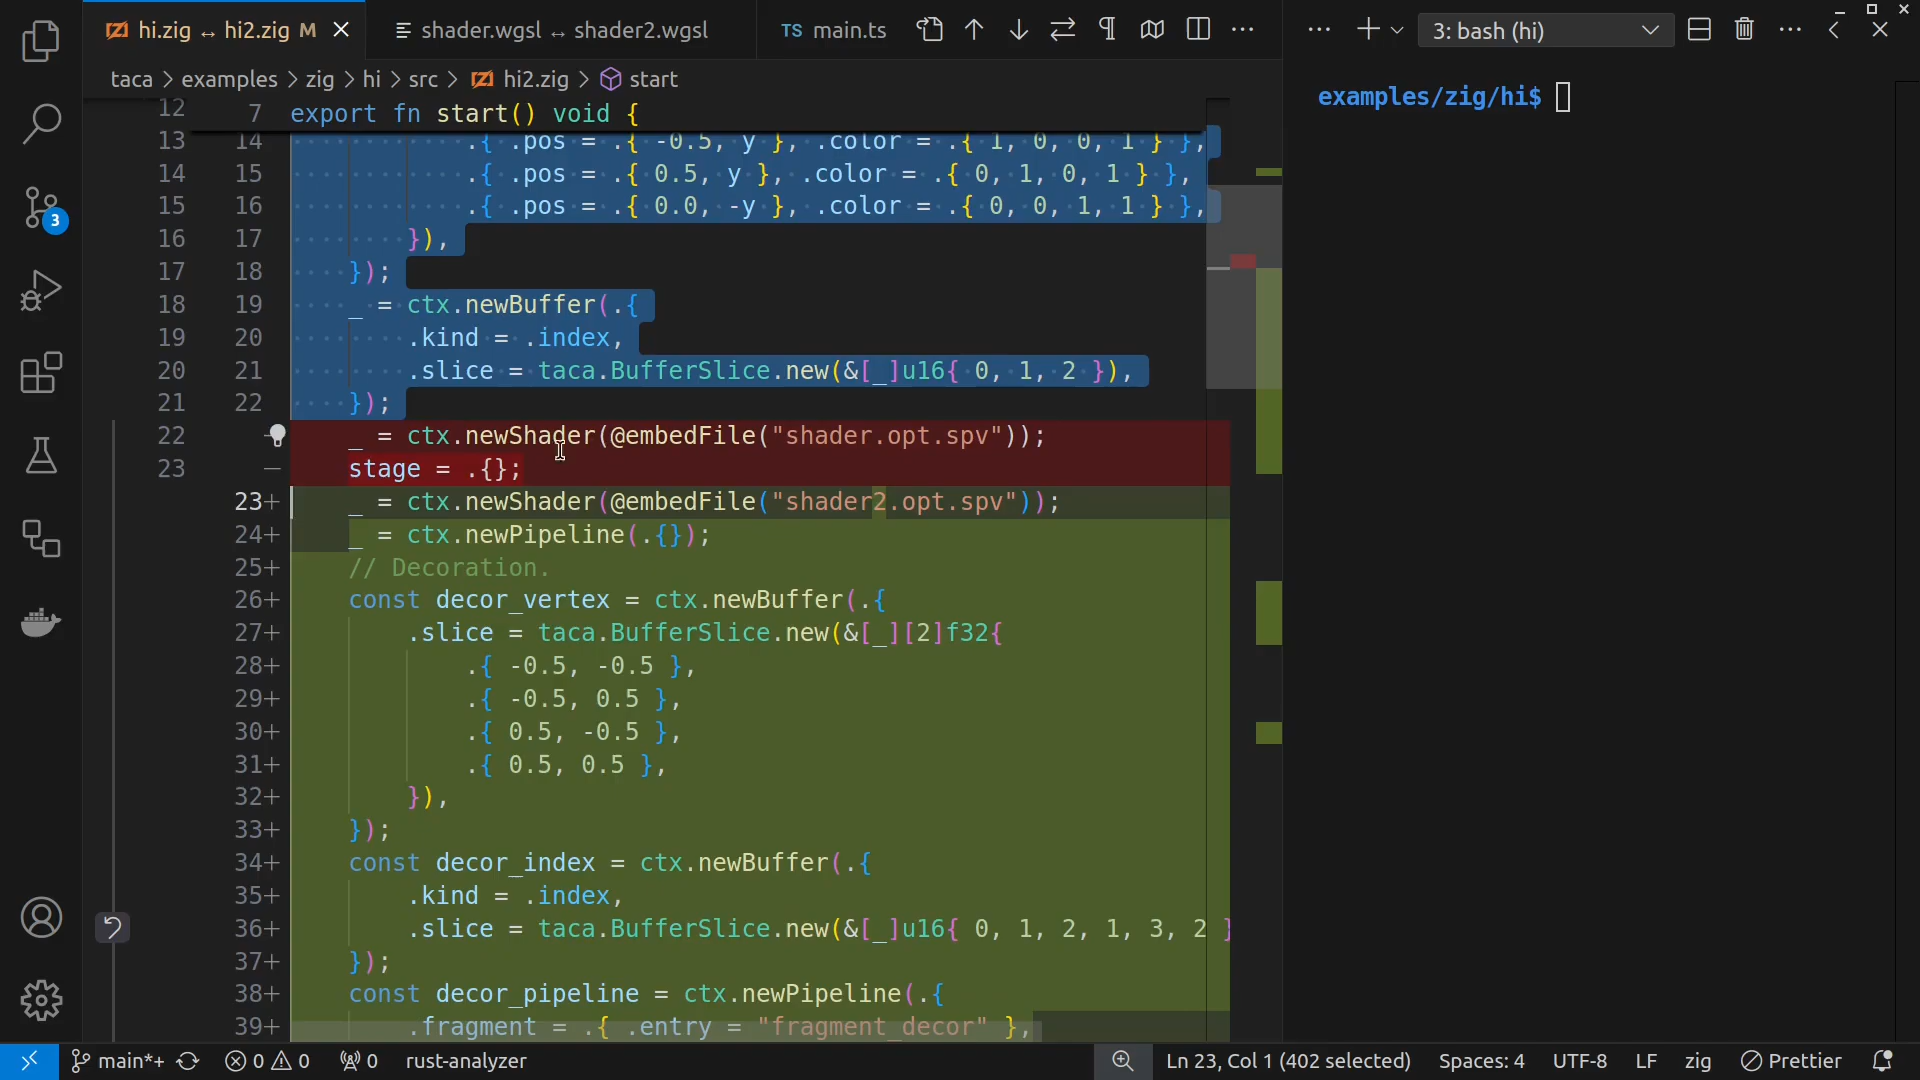 hi.zig ↔ hi2.zig M
shader.wgsl ↔ shader2.wgsl
TS main.ts
3: bash (hi)
taca > examples > zig > hi > src > hi2.zig > start
examples/zig/hi$
12 7 export fn start() void {
13 14 .{ .pos = .{ -0.5, y }, .color = .{ 1, 0, 0, 1 } },
14 15 .{ .pos = .{ 0.5, y }, .color = .{ 0, 1, 0, 1 } },
15 16 .{ .pos = .{ 0.0, -y }, .color = .{ 0, 0, 1, 1 } },
16 17 }),
17 18 });
18 19 _ = ctx.newBuffer(.{
19 20 .kind = .index,
20 21 .slice = taca.BufferSlice.new(&[_]u16{ 0, 1, 2 }),
21 22 });
22 — _ = ctx.newShader(@embedFile("shader.opt.spv"));
23 — stage = .{};
23+ _ = ctx.newShader(@embedFile("shader2.opt.spv"));
24+ _ = ctx.newPipeline(.{});
25+ // Decoration.
26+ const decor_vertex = ctx.newBuffer(.{
27+ .slice = taca.BufferSlice.new(&[_][2]f32{
28+ .{ -0.5, -0.5 },
29+ .{ -0.5, 0.5 },
30+ .{ 0.5, -0.5 },
31+ .{ 0.5, 0.5 },
32+ }),
33+ });
34+ const decor_index = ctx.newBuffer(.{
35+ .kind = .index,
36+ .slice = taca.BufferSlice.new(&[_]u16{ 0, 1, 2, 1, 3, 2 }
37+ });
38+ const decor_pipeline = ctx.newPipeline(.{
39+ .fragment = .{ .entry = "fragment_decor" },
3
main*+ 0 0 0 rust-analyzer Ln 23, Col 1 (402 selected) Spaces: 4 UTF-8 LF zig Prettier